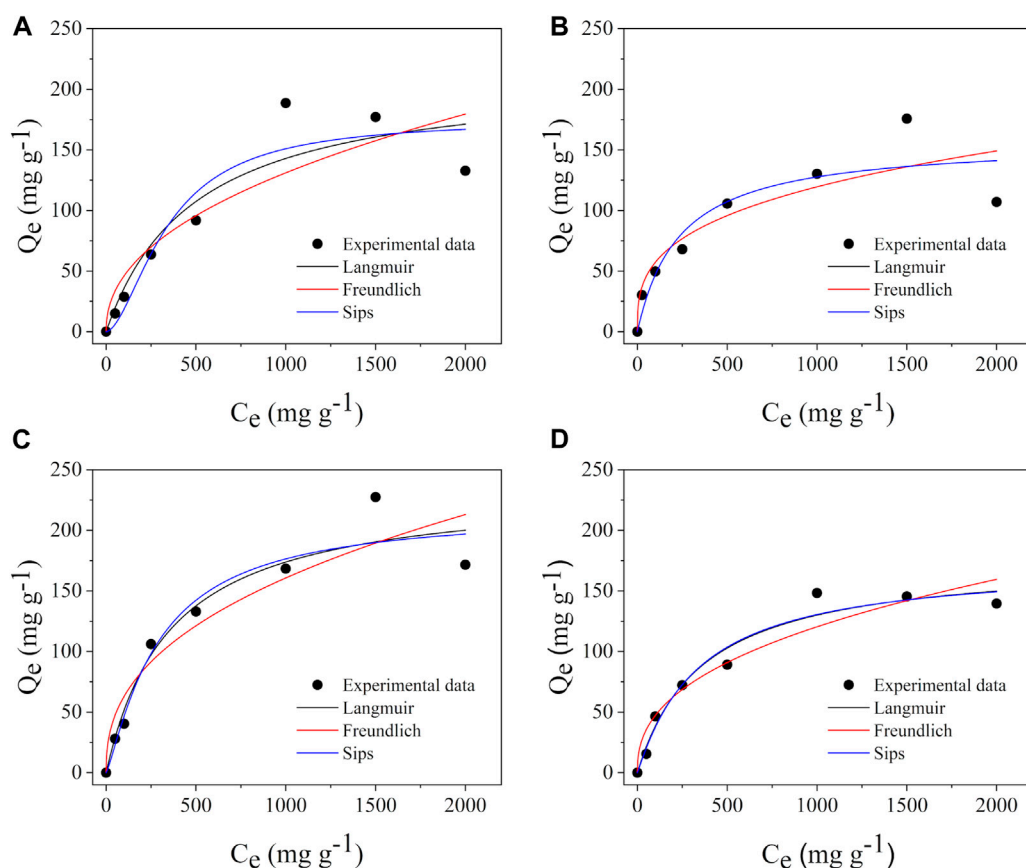 A
250
200
150
100
50
0
Qe (mg g-1)
Experimental data
Langmuir
Freundlich
Sips
0 500 1000 1500 2000
Ce (mg g-1)
B
250
200
150
100
50
0
Qe (mg g-1)
Experimental data
Langmuir
Freundlich
Sips
0 500 1000 1500 2000
Ce (mg g-1)
C
250
200
150
100
50
0
Qe (mg g-1)
Experimental data
Langmuir
Freundlich
Sips
0 500 1000 1500 2000
Ce (mg g-1)
D
250
200
150
100
50
0
Qe (mg g-1)
Experimental data
Langmuir
Freundlich
Sips
0 500 1000 1500 2000
Ce (mg g-1)